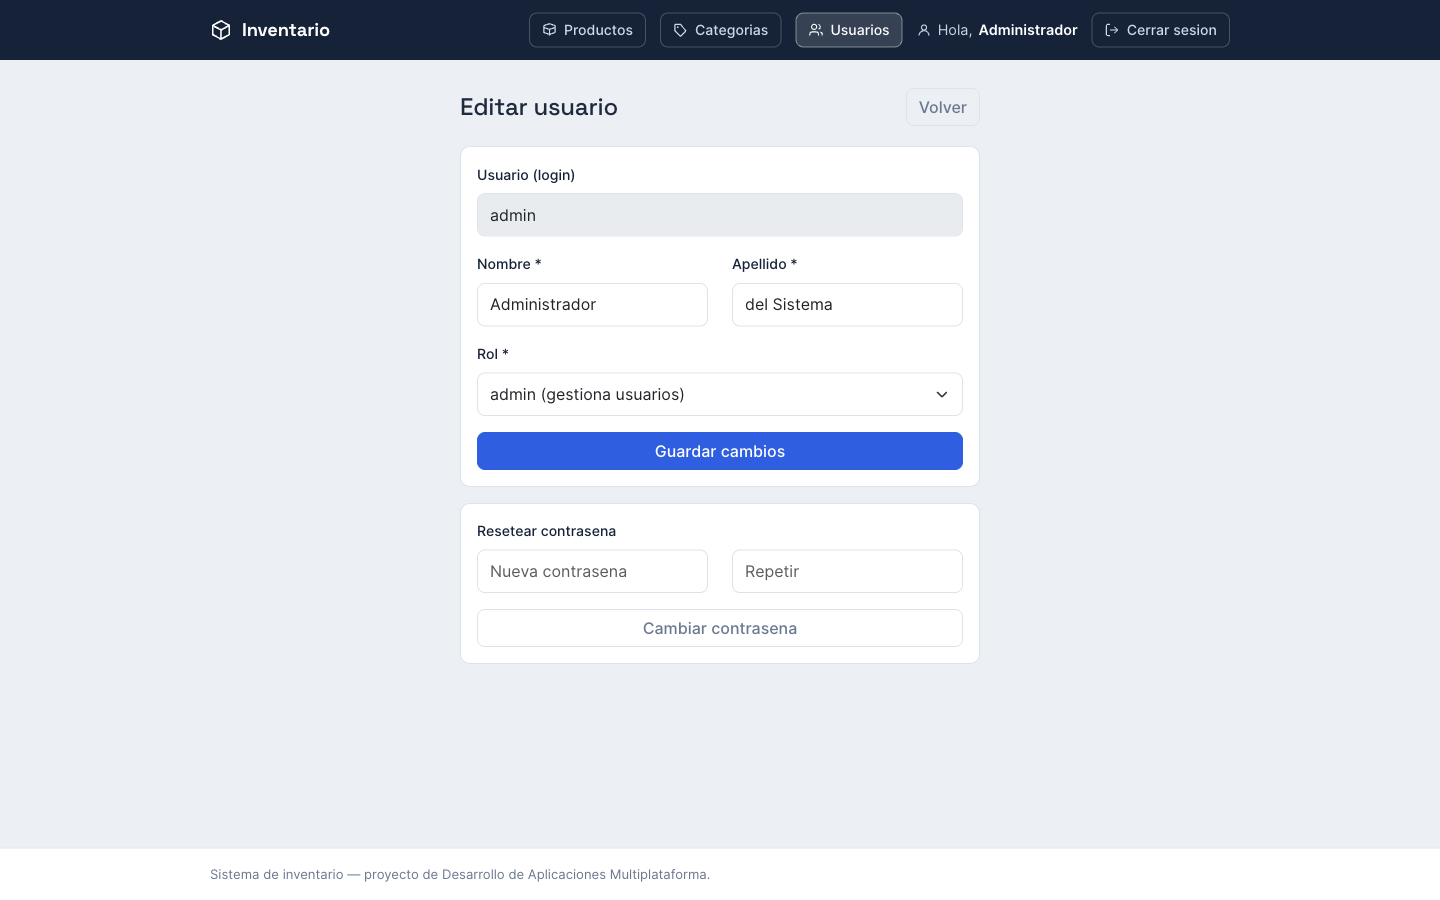 Inventario
Productos
Categorias
Usuarios
Hola, Administrador
Cerrar sesion
Editar usuario
Volver
Usuario (login)
admin
Nombre *
Apellido *
Administrador
del Sistema
Rol *
admin (gestiona usuarios)
Guardar cambios
Resetear contrasena
Nueva contrasena
Repetir
Cambiar contrasena
Sistema de inventario — proyecto de Desarrollo de Aplicaciones Multiplataforma.